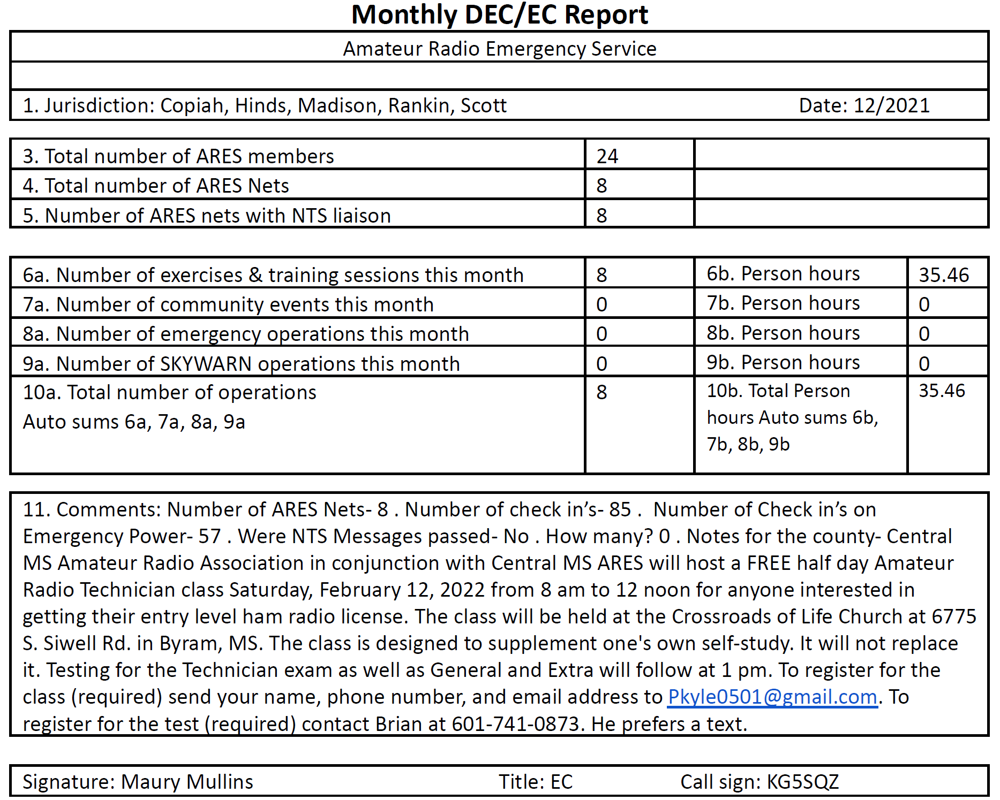 Monthly DEC/EC Report
Amateur Radio Emergency Service
1. Jurisdiction: Copiah, Hinds, Madison, Rankin, Scott Date: 12/2021
3. Total number of ARES members 24
4. Total number of ARES Nets 8
5. Number of ARES nets with NTS liaison 8
6a. Number of exercises & training sessions this month 8 6b. Person hours 35.46
7a. Number of community events this month 0 7b. Person hours 0
8a. Number of emergency operations this month 0 8b. Person hours 0
9a. Number of SKYWARN operations this month 0 9b. Person hours 0
10a. Total number of operations
Auto sums 6a, 7a, 8a, 9a
8
10b. Total Person
hours Auto sums 6b,
7b, 8b, 9b
35.46
11. Comments: Number of ARES Nets- 8 . Number of check in’s- 85 .  Number of Check in’s on
Emergency Power- 57 . Were NTS Messages passed- No . How many? 0 . Notes for the county- Central
MS Amateur Radio Association in conjunction with Central MS ARES will host a FREE half day Amateur
Radio Technician class Saturday, February 12, 2022 from 8 am to 12 noon for anyone interested in
getting their entry level ham radio license. The class will be held at the Crossroads of Life Church at 6775
S. Siwell Rd. in Byram, MS. The class is designed to supplement one's own self-study. It will not replace
it. Testing for the Technician exam as well as General and Extra will follow at 1 pm. To register for the
class (required) send your name, phone number, and email address to Pkyle0501@gmail.com. To
register for the test (required) contact Brian at 601-741-0873. He prefers a text.
Signature: Maury Mullins Title: EC Call sign: KG5SQZ